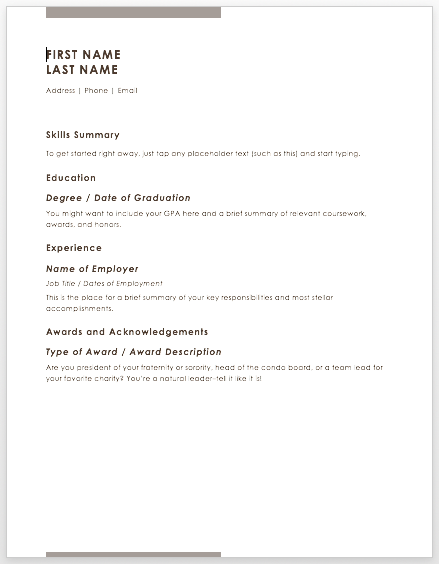 FIRST NAME
LAST NAME
Address | Phone | Email
Skills Summary
To get started right away, just tap any placeholder text (such as this) and start typing.
Education
Degree / Date of Graduation
You might want to include your GPA here and a brief summary of relevant coursework,
awards, and honors.
Experience
Name of Employer
Job Title / Dates of Employment
This is the place for a brief summary of your key responsibilities and most stellar
accomplishments.
Awards and Acknowledgements
Type of Award / Award Description
Are you president of your fraternity or sorority, head of the condo board, or a team lead for
your favorite charity? You're a natural leader-tell it like it is!